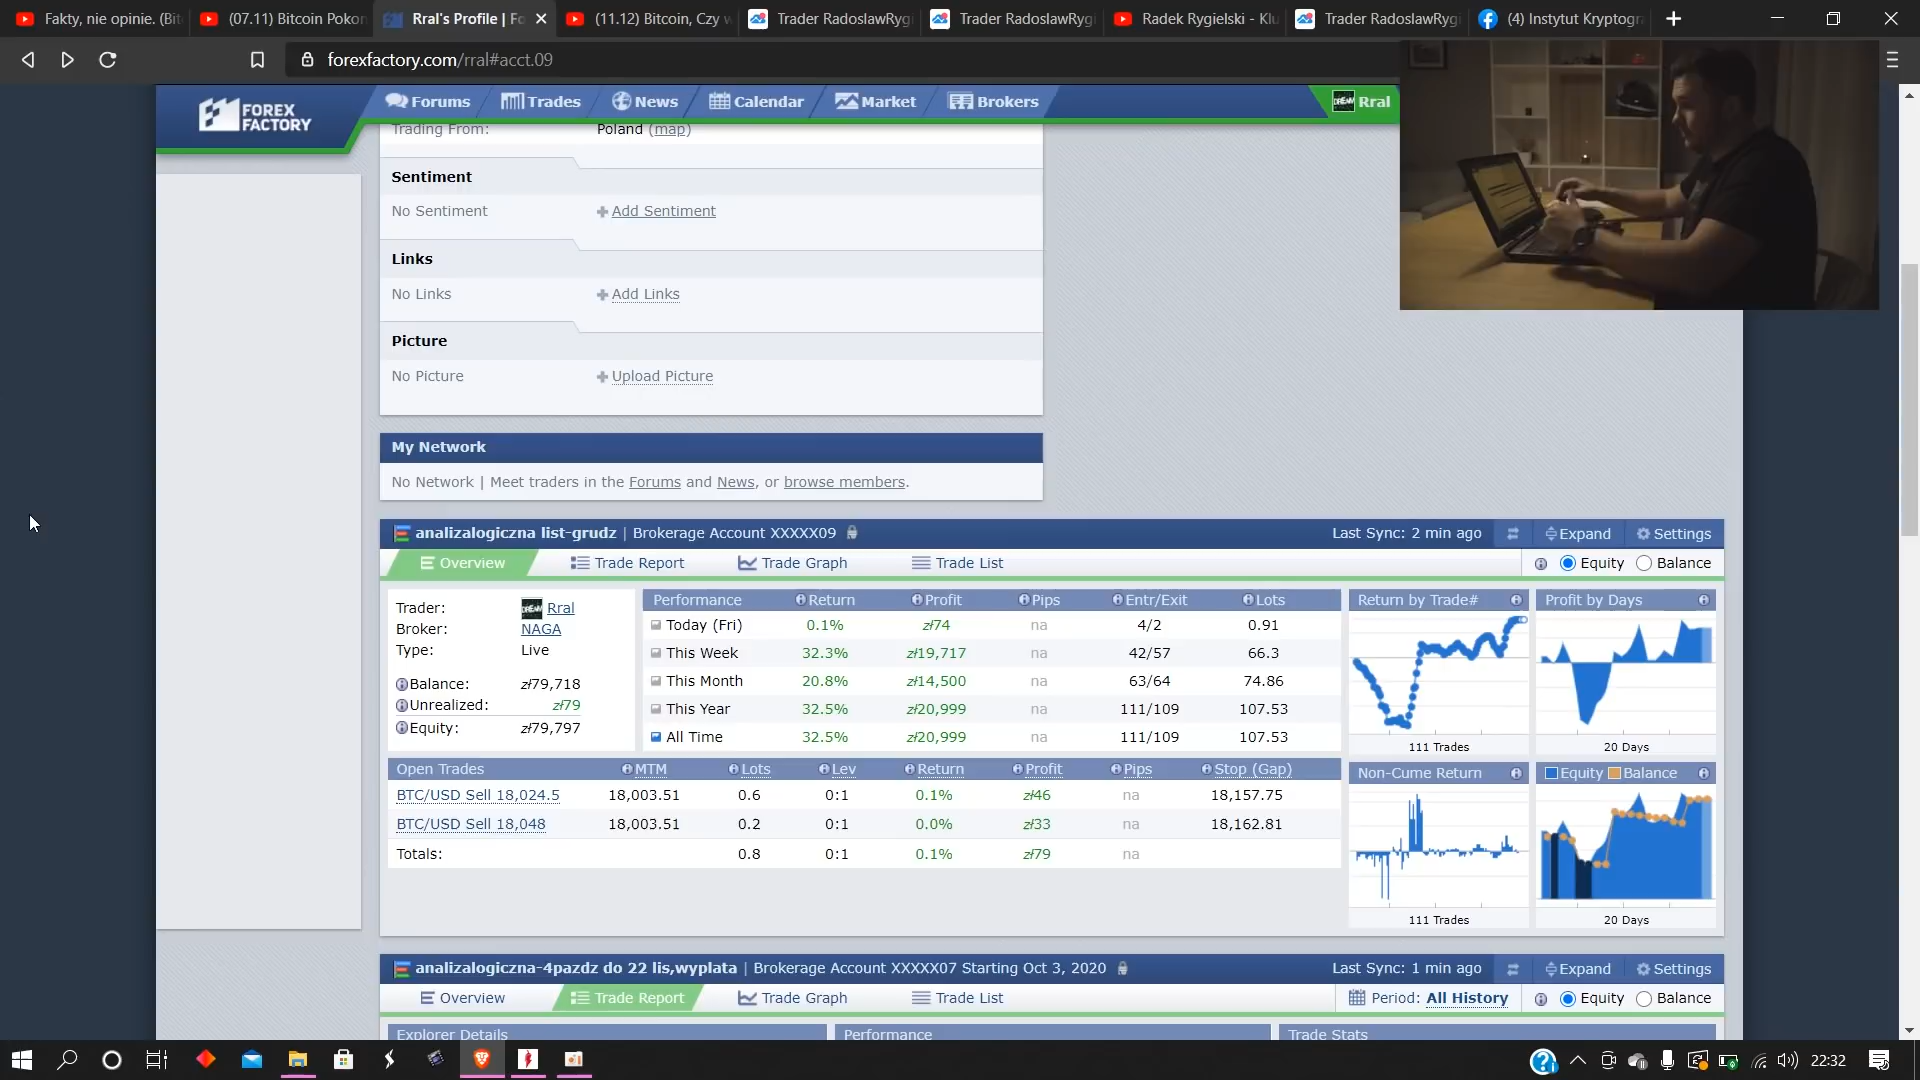 Fakty, nie opinie. (Bit
(07.11) Bitcoin Pokon
Rral's Profile | Fo
(11.12) Bitcoin, Czy w
Trader RadoslawRygi
Trader RadoslawRygi
Radek Rygielski - Klu
Trader RadoslawRygi
(4) Instytut Kryptogra
forexfactory.com/rral#acct.09
FOREX FACTORY
Forums
Trades
News
Calendar
Market
Brokers
Rral
Trading From: Poland (map)
Sentiment
No Sentiment Add Sentiment
Links
No Links Add Links
Picture
No Picture Upload Picture
My Network
No Network | Meet traders in the Forums and News, or browse members.
analizalogiczna list-grudz | Brokerage Account XXXXX09 Last Sync: 2 min ago Expand Settings
Overview Trade Report Trade Graph Trade List Equity Balance
Trader: Rral
Broker: NAGA
Type: Live
Balance: zł79,718
Unrealized: zł79
Equity: zł79,797
Performance Return Profit Pips Entr/Exit Lots
Today (Fri) 0.1% zł74 na 4/2 0.91
This Week 32.3% zł19,717 na 42/57 66.3
This Month 20.8% zł14,500 na 63/64 74.86
This Year 32.5% zł20,999 na 111/109 107.53
All Time 32.5% zł20,999 na 111/109 107.53
Return by Trade#
111 Trades
Profit by Days
20 Days
Open Trades MTM Lots Lev Return Profit Pips Stop (Gap)
BTC/USD Sell 18,024.5 18,003.51 0.6 0:1 0.1% zł46 na 18,157.75
BTC/USD Sell 18,048 18,003.51 0.2 0:1 0.0% zł33 na 18,162.81
Totals: 0.8 0:1 0.1% zł79 na
Non-Cume Return
111 Trades
Equity Balance
20 Days
analizalogiczna-4pazdz do 22 lis,wyplata | Brokerage Account XXXXX07 Starting Oct 3, 2020 Last Sync: 1 min ago Expand Settings
Overview Trade Report Trade Graph Trade List Period: All History Equity Balance
Explorer Details Performance Trade Stats
22:32